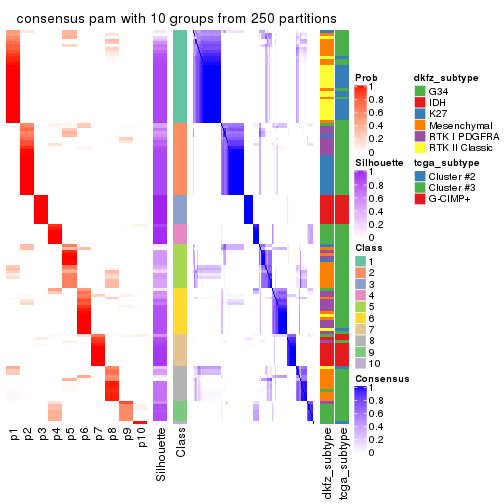 consensus pam with 10 groups from 250 partitions
Prob
1
0.8
0.6
0.4
0.2
0
Silhouette
1
0.8
0.6
0.4
0.2
0
Class
1
2
3
4
5
6
7
8
9
10
Consensus
1
0.8
0.6
0.4
0.2
0
dkfz_subtype
G34
IDH
K27
Mesenchymal
RTK I PDGFRA
RTK II Classic
tcga_subtype
Cluster #2
Cluster #3
G-CIMP+
p1
p2
p3
p4
p5
p6
p7
p8
p9
p10
Silhouette
Class
dkfz_subtype
tcga_subtype